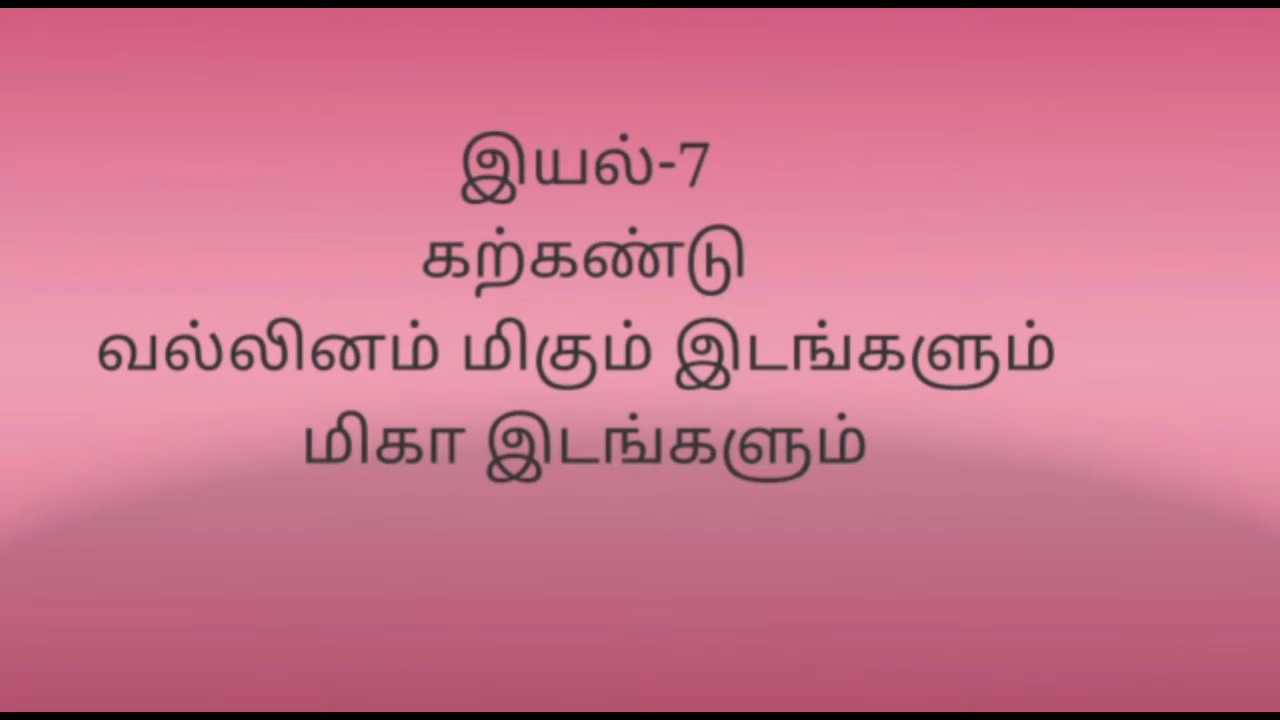 இயல்-7
கற்கண்டு
வல்லினம் மிகும் இடங்களும்
மிகா இடங்களும்